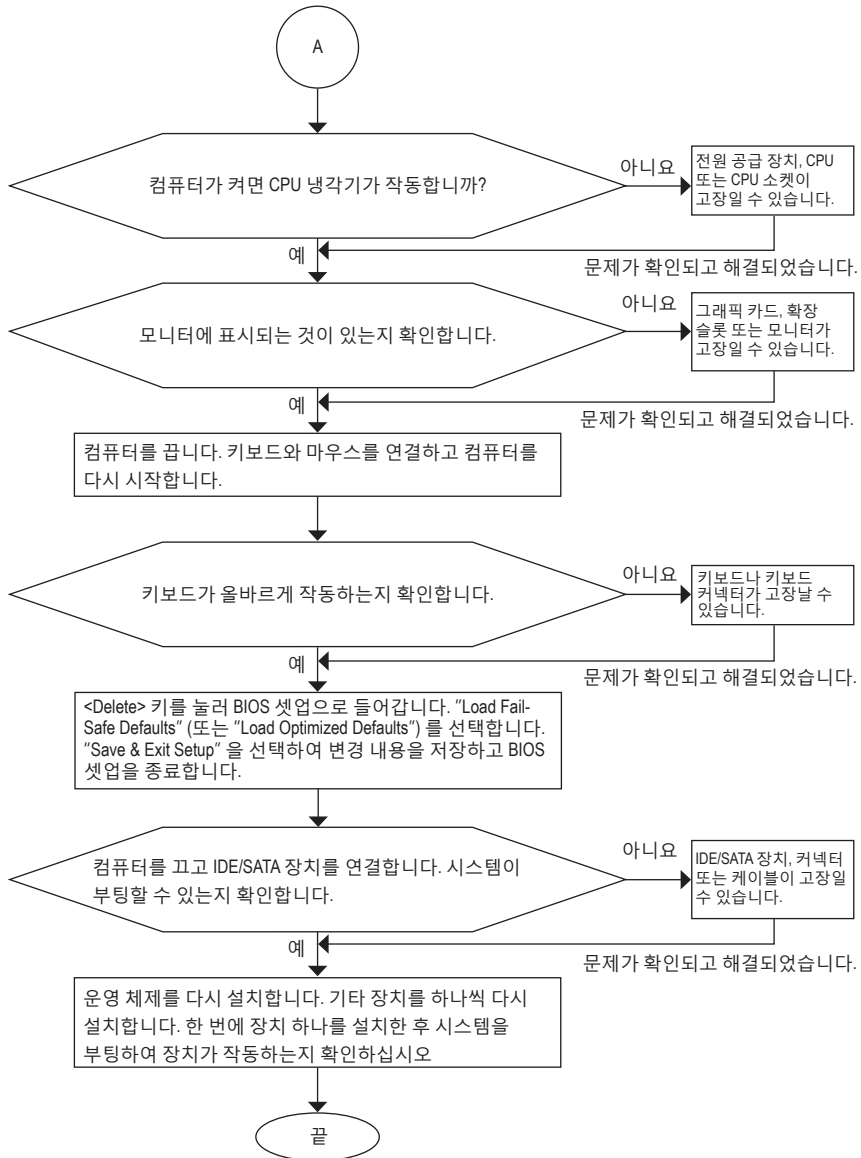 A
컴퓨터가 켜면 CPU 냉각기가 작동합니까?
아니요
전원 공급 장치, CPU
또는 CPU 소켓이
고장일 수 있습니다.
예
문제가 확인되고 해결되었습니다.
모니터에 표시되는 것이 있는지 확인합니다.
아니요
그래픽 카드, 확장
슬롯 또는 모니터가
고장일 수 있습니다.
예
문제가 확인되고 해결되었습니다.
컴퓨터를 끕니다. 키보드와 마우스를 연결하고 컴퓨터를
다시 시작합니다.
키보드가 올바르게 작동하는지 확인합니다.
아니요
키보드나 키보드
커넥터가 고장날 수
있습니다.
예
문제가 확인되고 해결되었습니다.
<Delete> 키를 눌러 BIOS 셋업으로 들어갑니다. "Load Fail-
Safe Defaults" (또는 "Load Optimized Defaults") 를 선택합니다.
"Save & Exit Setup" 을 선택하여 변경 내용을 저장하고 BIOS
셋업을 종료합니다.
컴퓨터를 끄고 IDE/SATA 장치를 연결합니다. 시스템이
부팅할 수 있는지 확인합니다.
아니요
IDE/SATA 장치, 커넥터
또는 케이블이 고장일
수 있습니다.
예
문제가 확인되고 해결되었습니다.
운영 체제를 다시 설치합니다. 기타 장치를 하나씩 다시
설치합니다. 한 번에 장치 하나를 설치한 후 시스템을
부팅하여 장치가 작동하는지 확인하십시오
끝